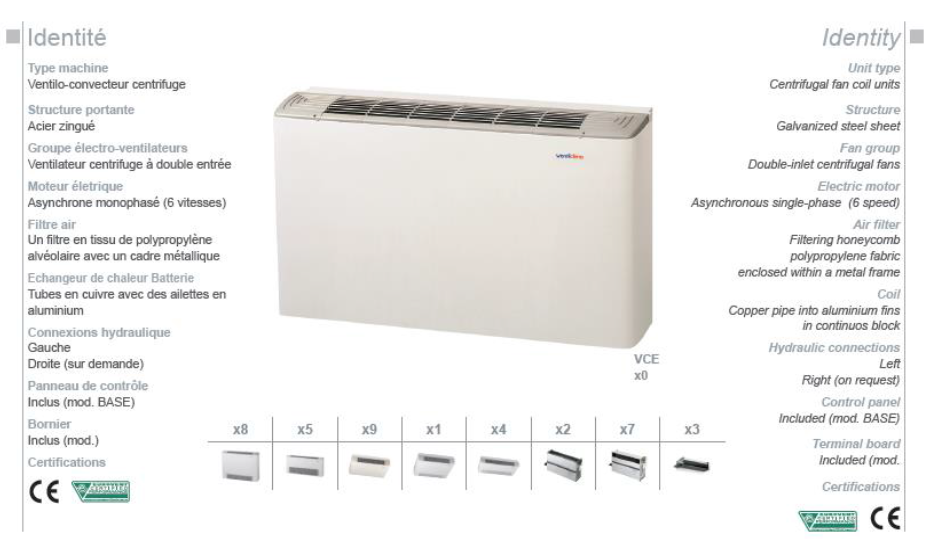 Identité
Type machine
Ventilo-convecteur centrifuge
Structure portante
Acier zingué
Groupe électro-ventilateurs
Ventilateur centrifuge à double entrée
Moteur életrique
Asynchrone monophasé (6 vitesses)
Filtre air
Un filtre en tissu de polypropylène
alvéolaire avec un cadre métallique
Echangeur de chaleur Batterie
Tubes en cuivre avec des ailettes en
aluminium
Connexions hydraulique
Gauche
Droite (sur demande)
Panneau de contrôle
Inclus (mod. BASE)
Bornier
Inclus (mod.)
Certifications
CE
ventilclima
VCE
x0
x8 x5 x9 x1 x4 x2 x7 x3
Identity
Unit type
Centrifugal fan coil units
Structure
Galvanized steel sheet
Fan group
Double-inlet centrifugal fans
Electric motor
Asynchronous single-phase (6 speed)
Air filter
Filtering honeycomb
polypropylene fabric
enclosed within a metal frame
Coil
Copper pipe into aluminium fins
in continuos block
Hydraulic connections
Left
Right (on request)
Control panel
Included (mod. BASE)
Terminal board
Included (mod.
Certifications
CE